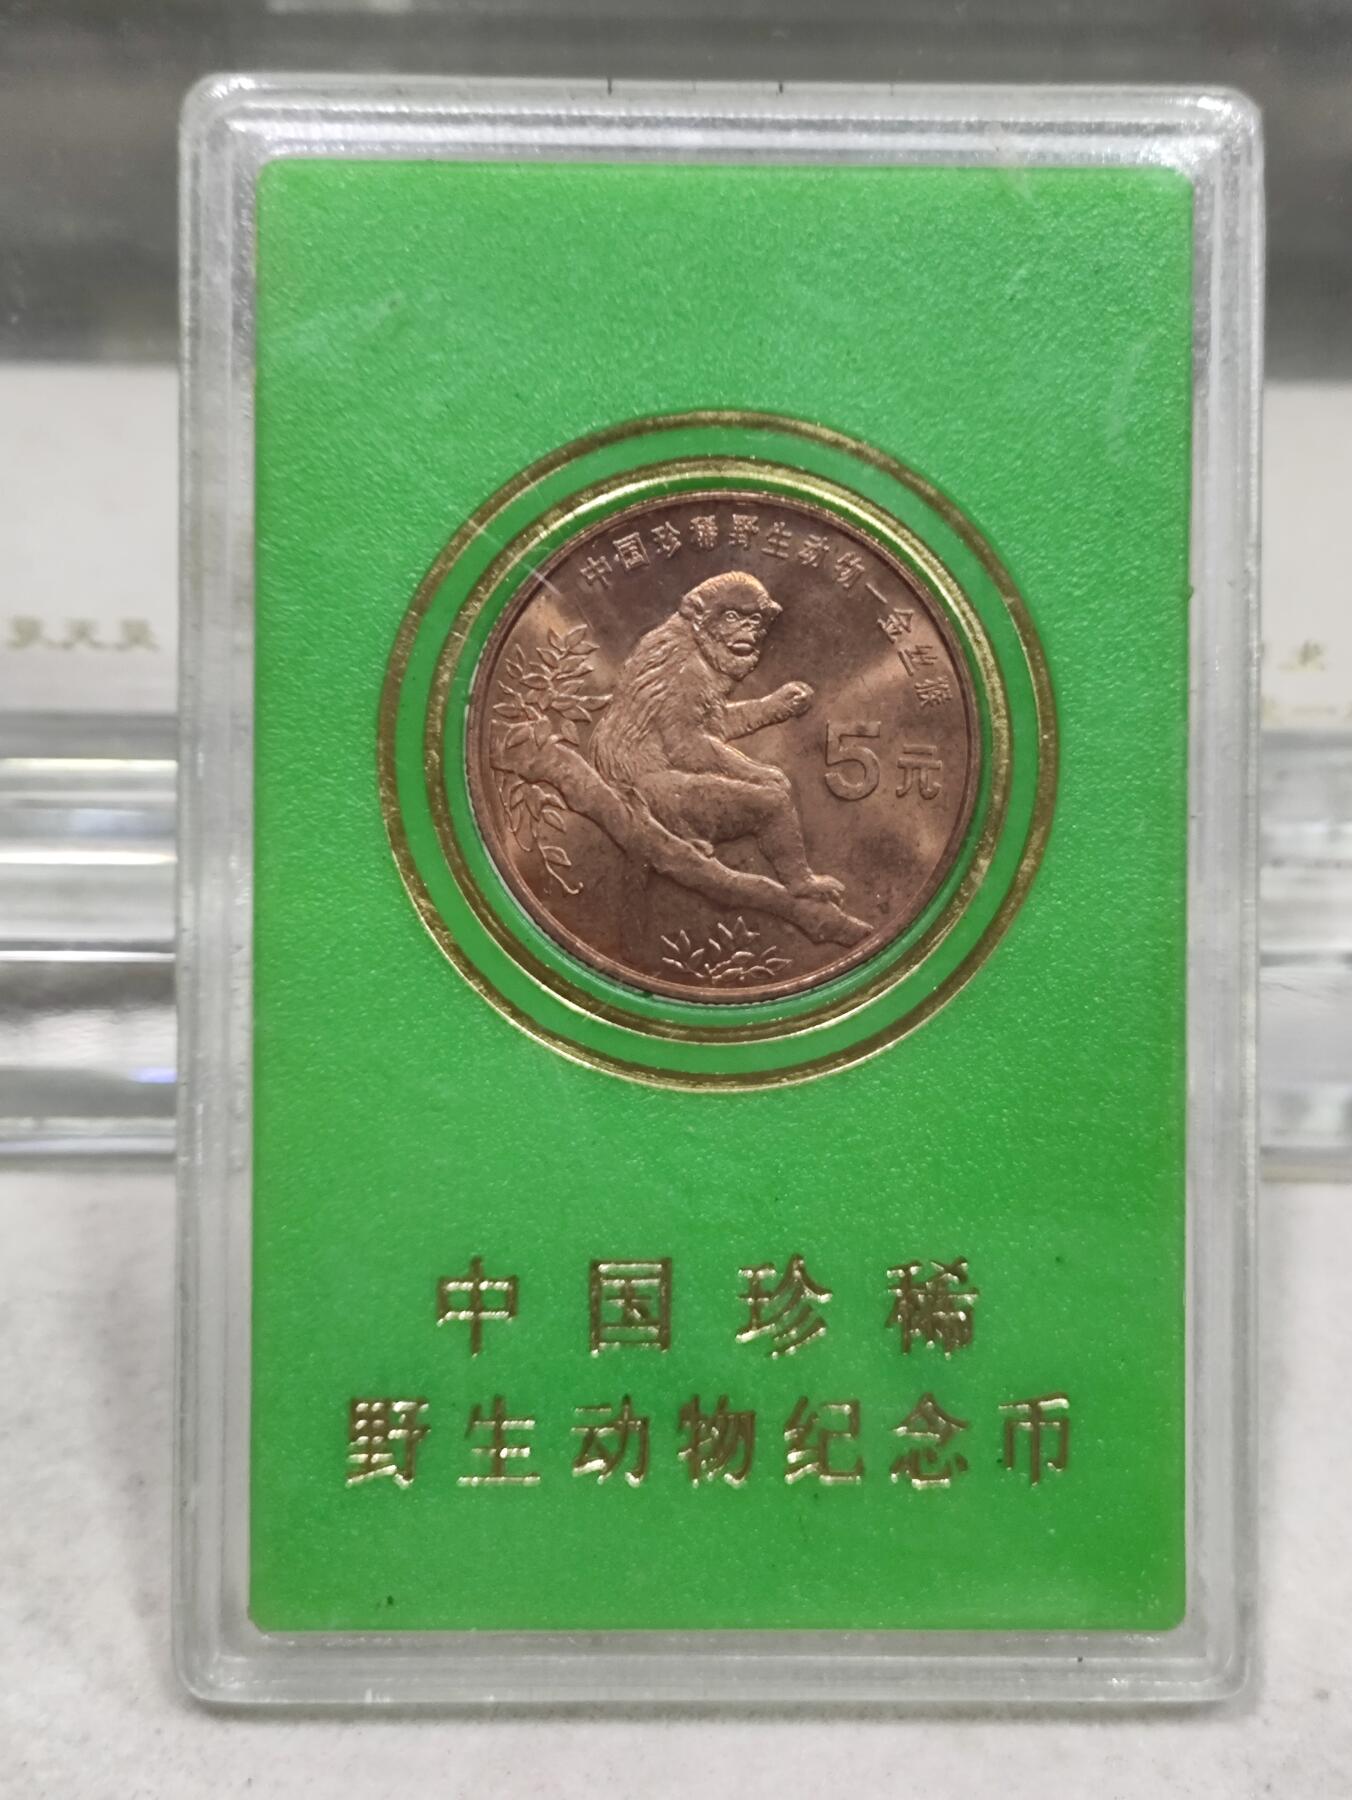 中国珍稀野生动物—金丝猴
5元
中国珍稀
野生动物纪念币